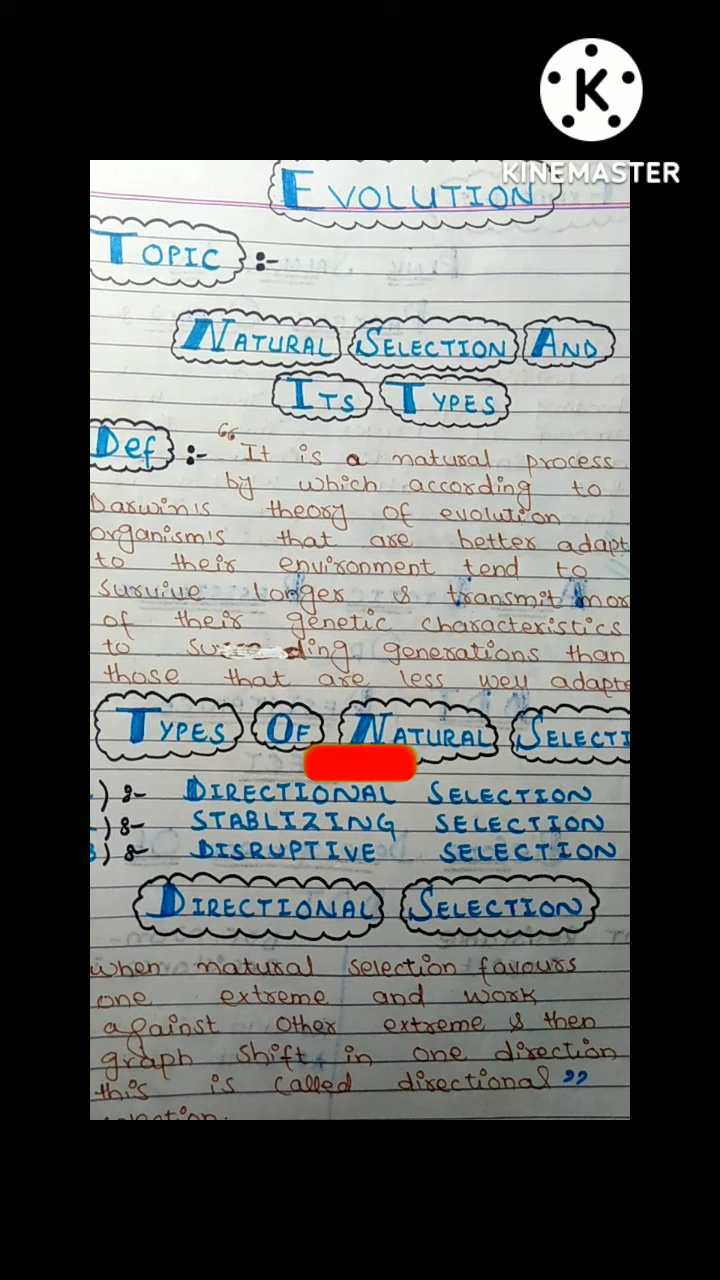 K
KINEMASTER
EVOLUTION
TOPIC :-
NATURAL SELECTION AND
ITS TYPES
Def :- "It is a natural process
by which according to
Darwin's theory of evolution
organism's that are better adapt
to their environment tend to
survive longer & transmit mor
of their genetic characteristics
to generations than
those that are less well adapte
TYPES OF NATURAL SELECTI
) :- DIRECTIONAL SELECTION
) :- STABLIZING SELECTION
3) :- DISRUPTIVE SELECTION
DIRECTIONAL SELECTION
when natural selection favours
one extreme and work
against other extreme & then
graph shift in one direction
this is called directional "